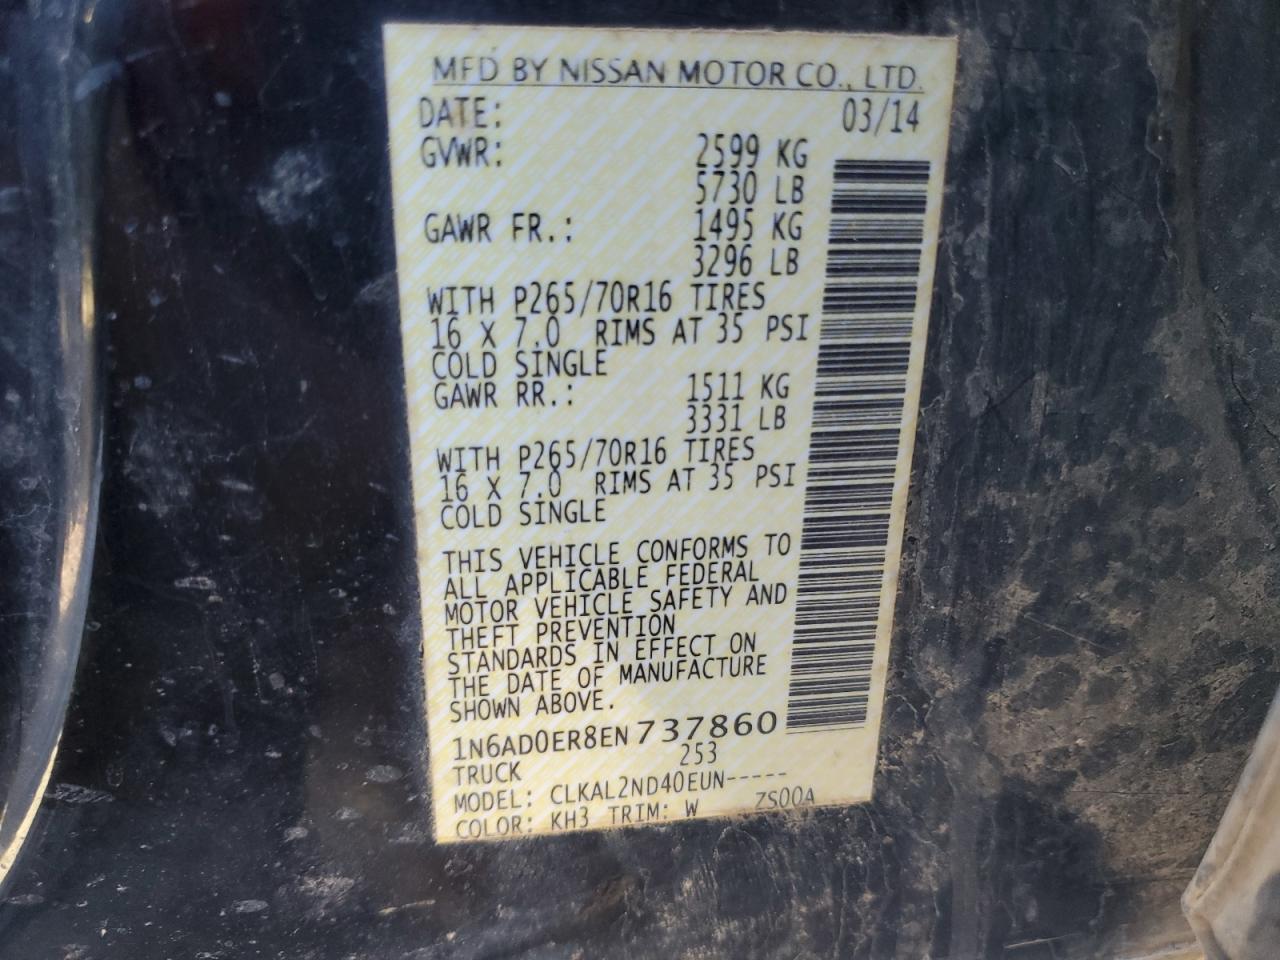 MFD BY NISSAN MOTOR CO., LTD.
DATE: 03/14
GVWR: 2599 KG
5730 LB
GAWR FR.: 1495 KG
3296 LB
WITH P265/70R16 TIRES
16 X 7.0 RIMS AT 35 PSI
COLD SINGLE
GAWR RR.: 1511 KG
3331 LB
WITH P265/70R16 TIRES
16 X 7.0 RIMS AT 35 PSI
COLD SINGLE
THIS VEHICLE CONFORMS TO
ALL APPLICABLE FEDERAL
MOTOR VEHICLE SAFETY AND
THEFT PREVENTION
STANDARDS IN EFFECT ON
THE DATE OF MANUFACTURE
SHOWN ABOVE.
1N6AD0ER8EN737860
TRUCK 253
MODEL: CLKAL2ND40EUN-----
COLOR: KH3 TRIM: W ZS00A